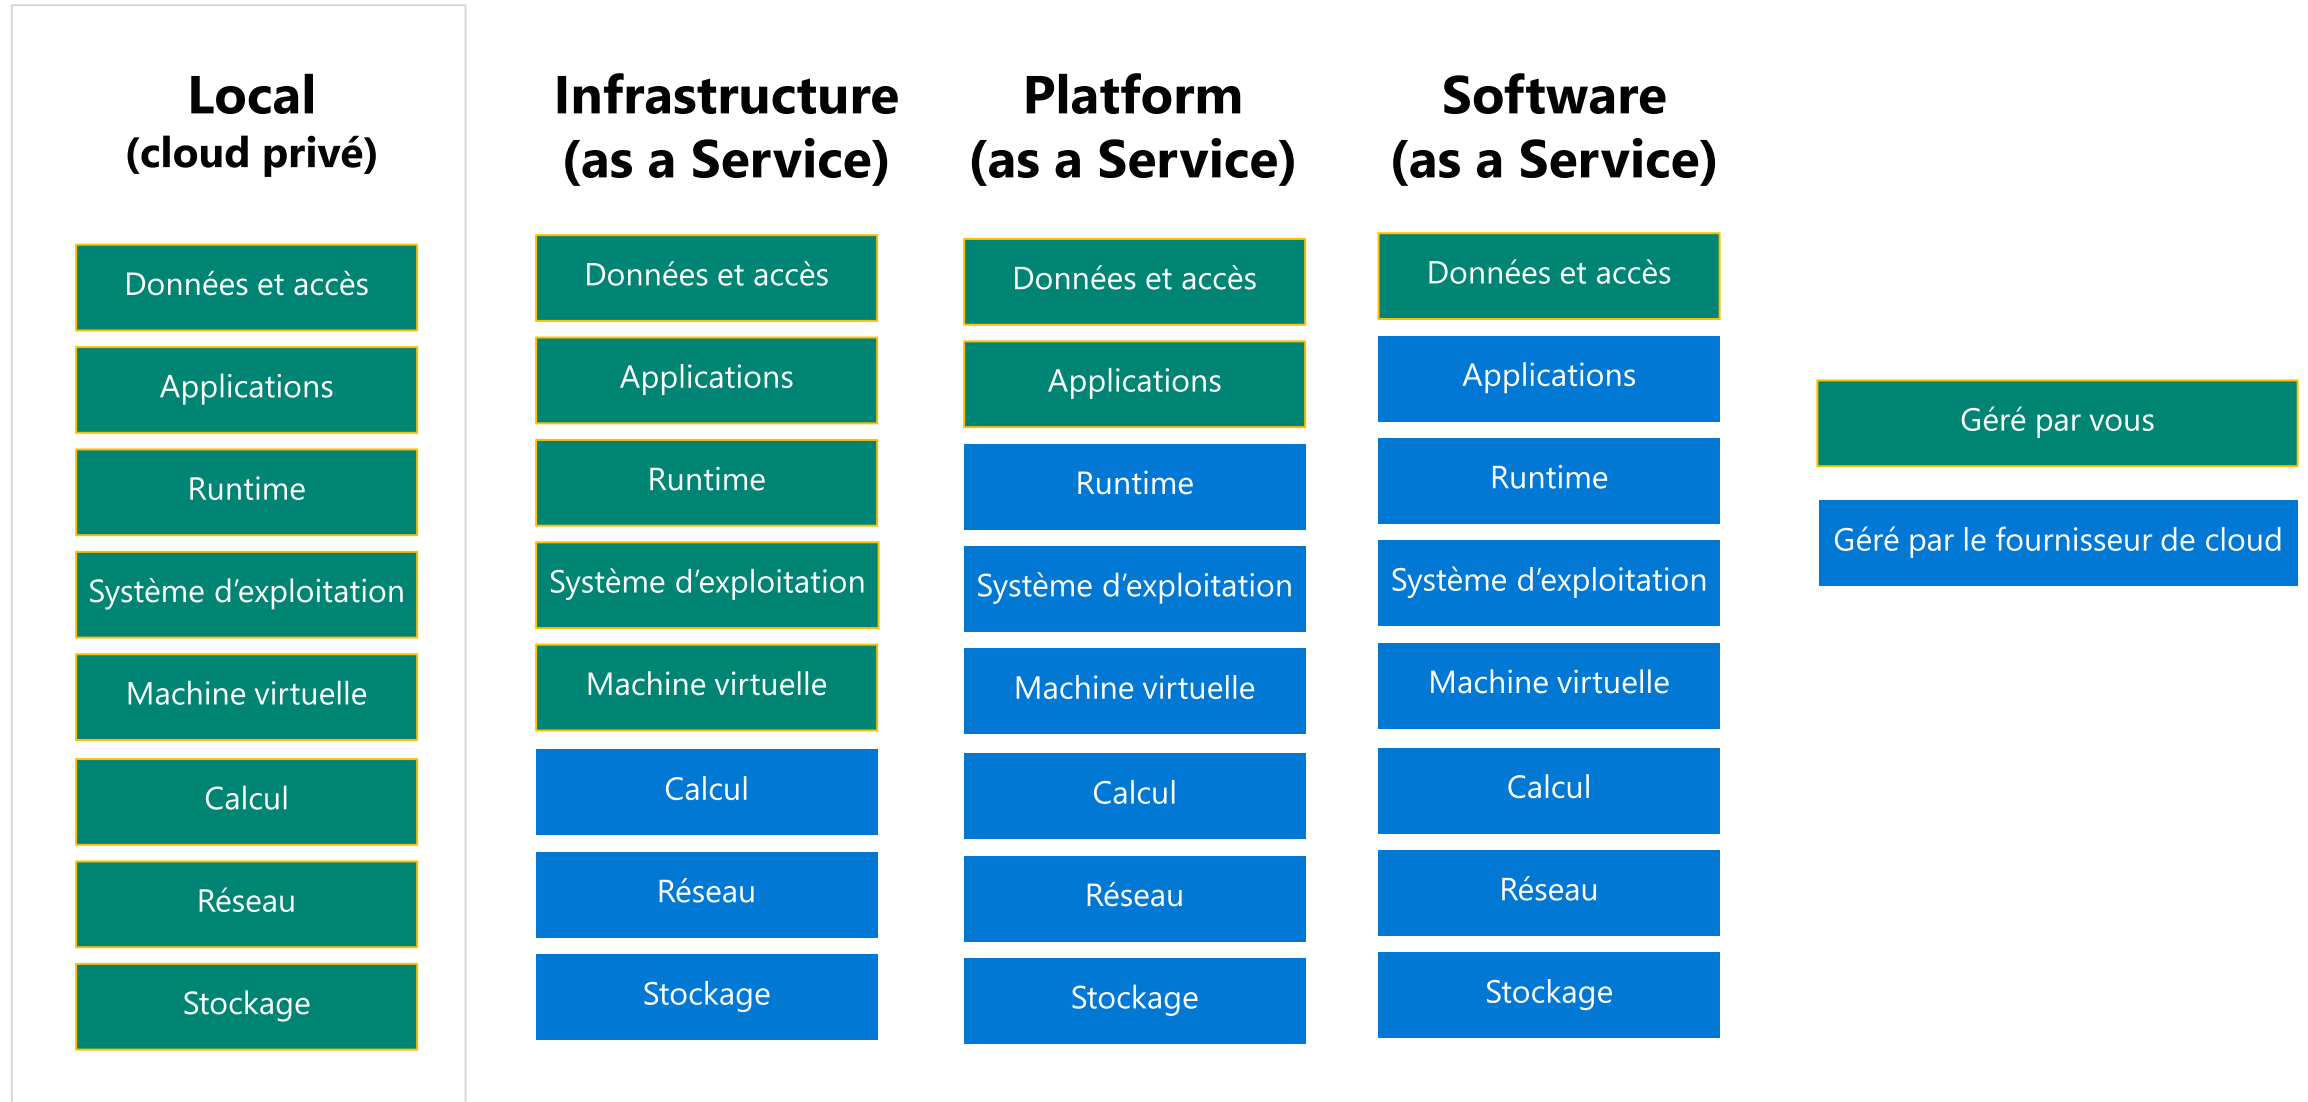 Local
(cloud privé)
Données et accès
Applications
Runtime
Système d’exploitation
Machine virtuelle
Calcul
Réseau
Stockage
Infrastructure
(as a Service)
Données et accès
Applications
Runtime
Système d’exploitation
Machine virtuelle
Calcul
Réseau
Stockage
Platform
(as a Service)
Données et accès
Applications
Runtime
Système d’exploitation
Machine virtuelle
Calcul
Réseau
Stockage
Software
(as a Service)
Données et accès
Applications
Runtime
Système d’exploitation
Machine virtuelle
Calcul
Réseau
Stockage
Géré par vous
Géré par le fournisseur de cloud